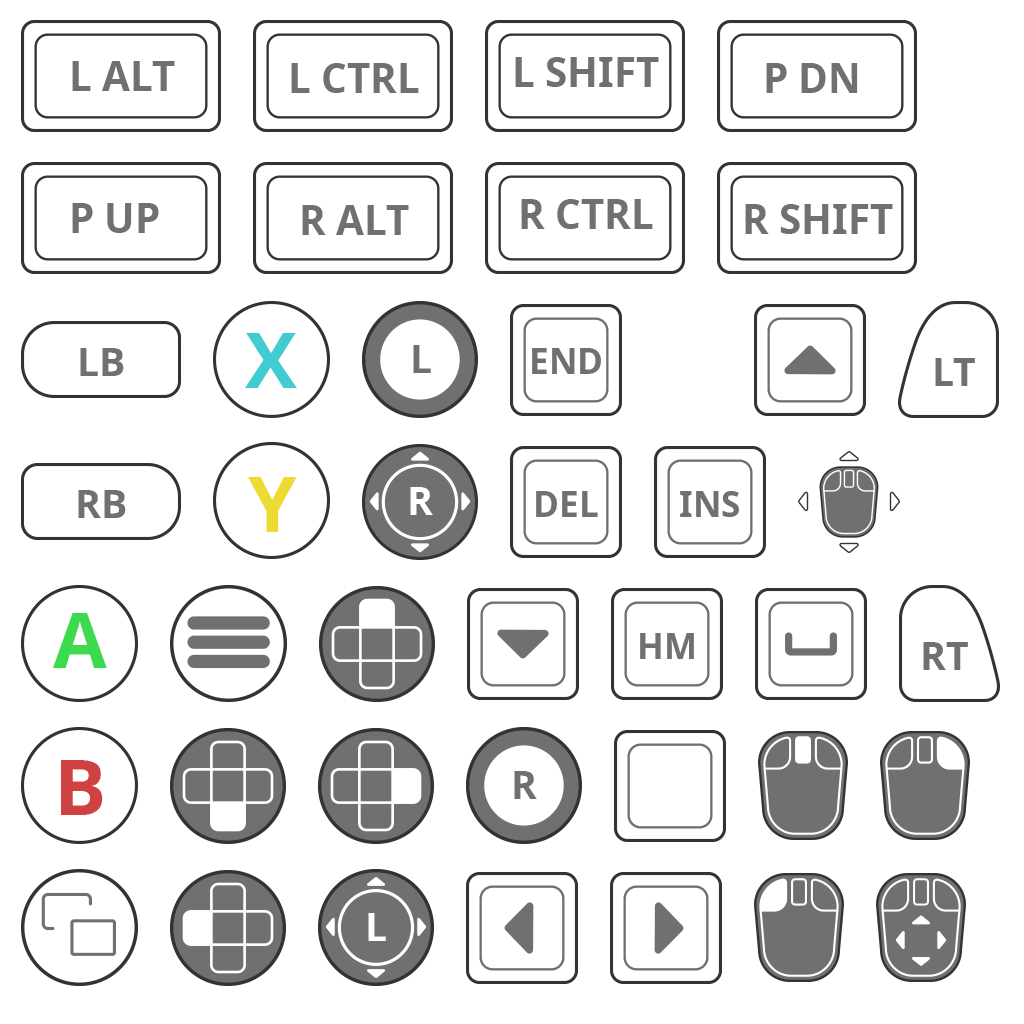 L ALT L CTRL L SHIFT P DN
P UP R ALT R CTRL R SHIFT
LB X L END LT
RB Y R DEL INS
A HM RT
B R
L